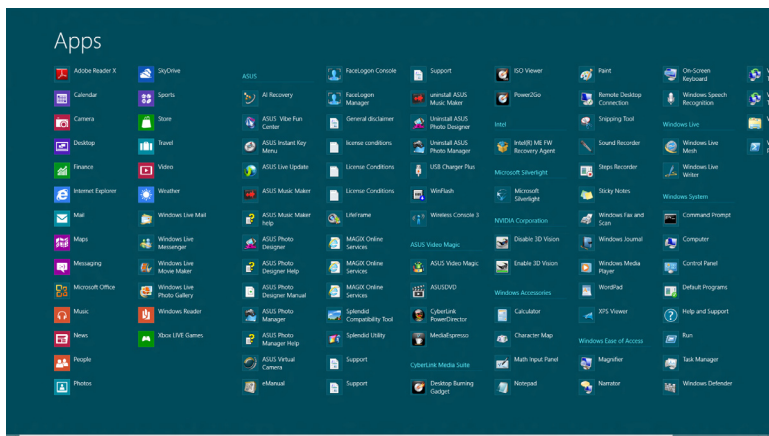 Apps
Adobe Reader X
Calendar
Camera
Desktop
Finance
Internet Explorer
Mail
Maps
Messaging
Microsoft Office
Music
News
People
Photos
SkyDrive
Sports
Store
Travel
Video
Weather
Windows Live Mail
Windows Live
Messenger
Windows Live
Movie Maker
Windows Live
Photo Gallery
Windows Reader
Xbox LIVE Games
ASUS
AI Recovery
ASUS Vibe Fun
Center
ASUS Instant Key
Menu
ASUS Live Update
ASUS Music Maker
ASUS Music Maker
help
ASUS Photo
Designer
ASUS Photo
Designer Help
ASUS Photo
Designer Manual
ASUS Photo
Manager
ASUS Photo
Manager Help
ASUS Virtual
Camera
eManual
FaceLogon Console
FaceLogon
Manager
General disclaimer
license conditions
License Conditions
License Conditions
LifeFrame
MAGIX Online
Services
MAGIX Online
Services
MAGIX Online
Services
Splendid
Compatibility Tool
Splendid Utility
Support
Support
Support
uninstall ASUS
Music Maker
Uninstall ASUS
Photo Designer
Uninstall ASUS
Photo Manager
USB Charger Plus
WinFlash
Wireless Console 3
ASUS Video Magic
ASUS Video Magic
ASUSDVD
CyberLink
PowerDirector
MediaEspresso
CyberLink Media Suite
Desktop Burning
Gadget
ISO Viewer
Power2Go
Intel
Intel(R) ME FW
Recovery Agent
Microsoft Silverlight
Microsoft
Silverlight
NVIDIA Corporation
Disable 3D Vision
Enable 3D Vision
Windows Accessories
Calculator
Character Map
Math Input Panel
Notepad
Paint
Remote Desktop
Connection
Snipping Tool
Sound Recorder
Steps Recorder
Sticky Notes
Windows Fax and
Scan
Windows Journal
Windows Media
Player
WordPad
XPS Viewer
Windows Ease of Access
Magnifier
Narrator
On-Screen
Keyboard
Windows Speech
Recognition
Windows Live
Windows Live
Mesh
Windows Live
Writer
Windows System
Command Prompt
Computer
Control Panel
Default Programs
Help and Support
Run
Task Manager
Windows Defender